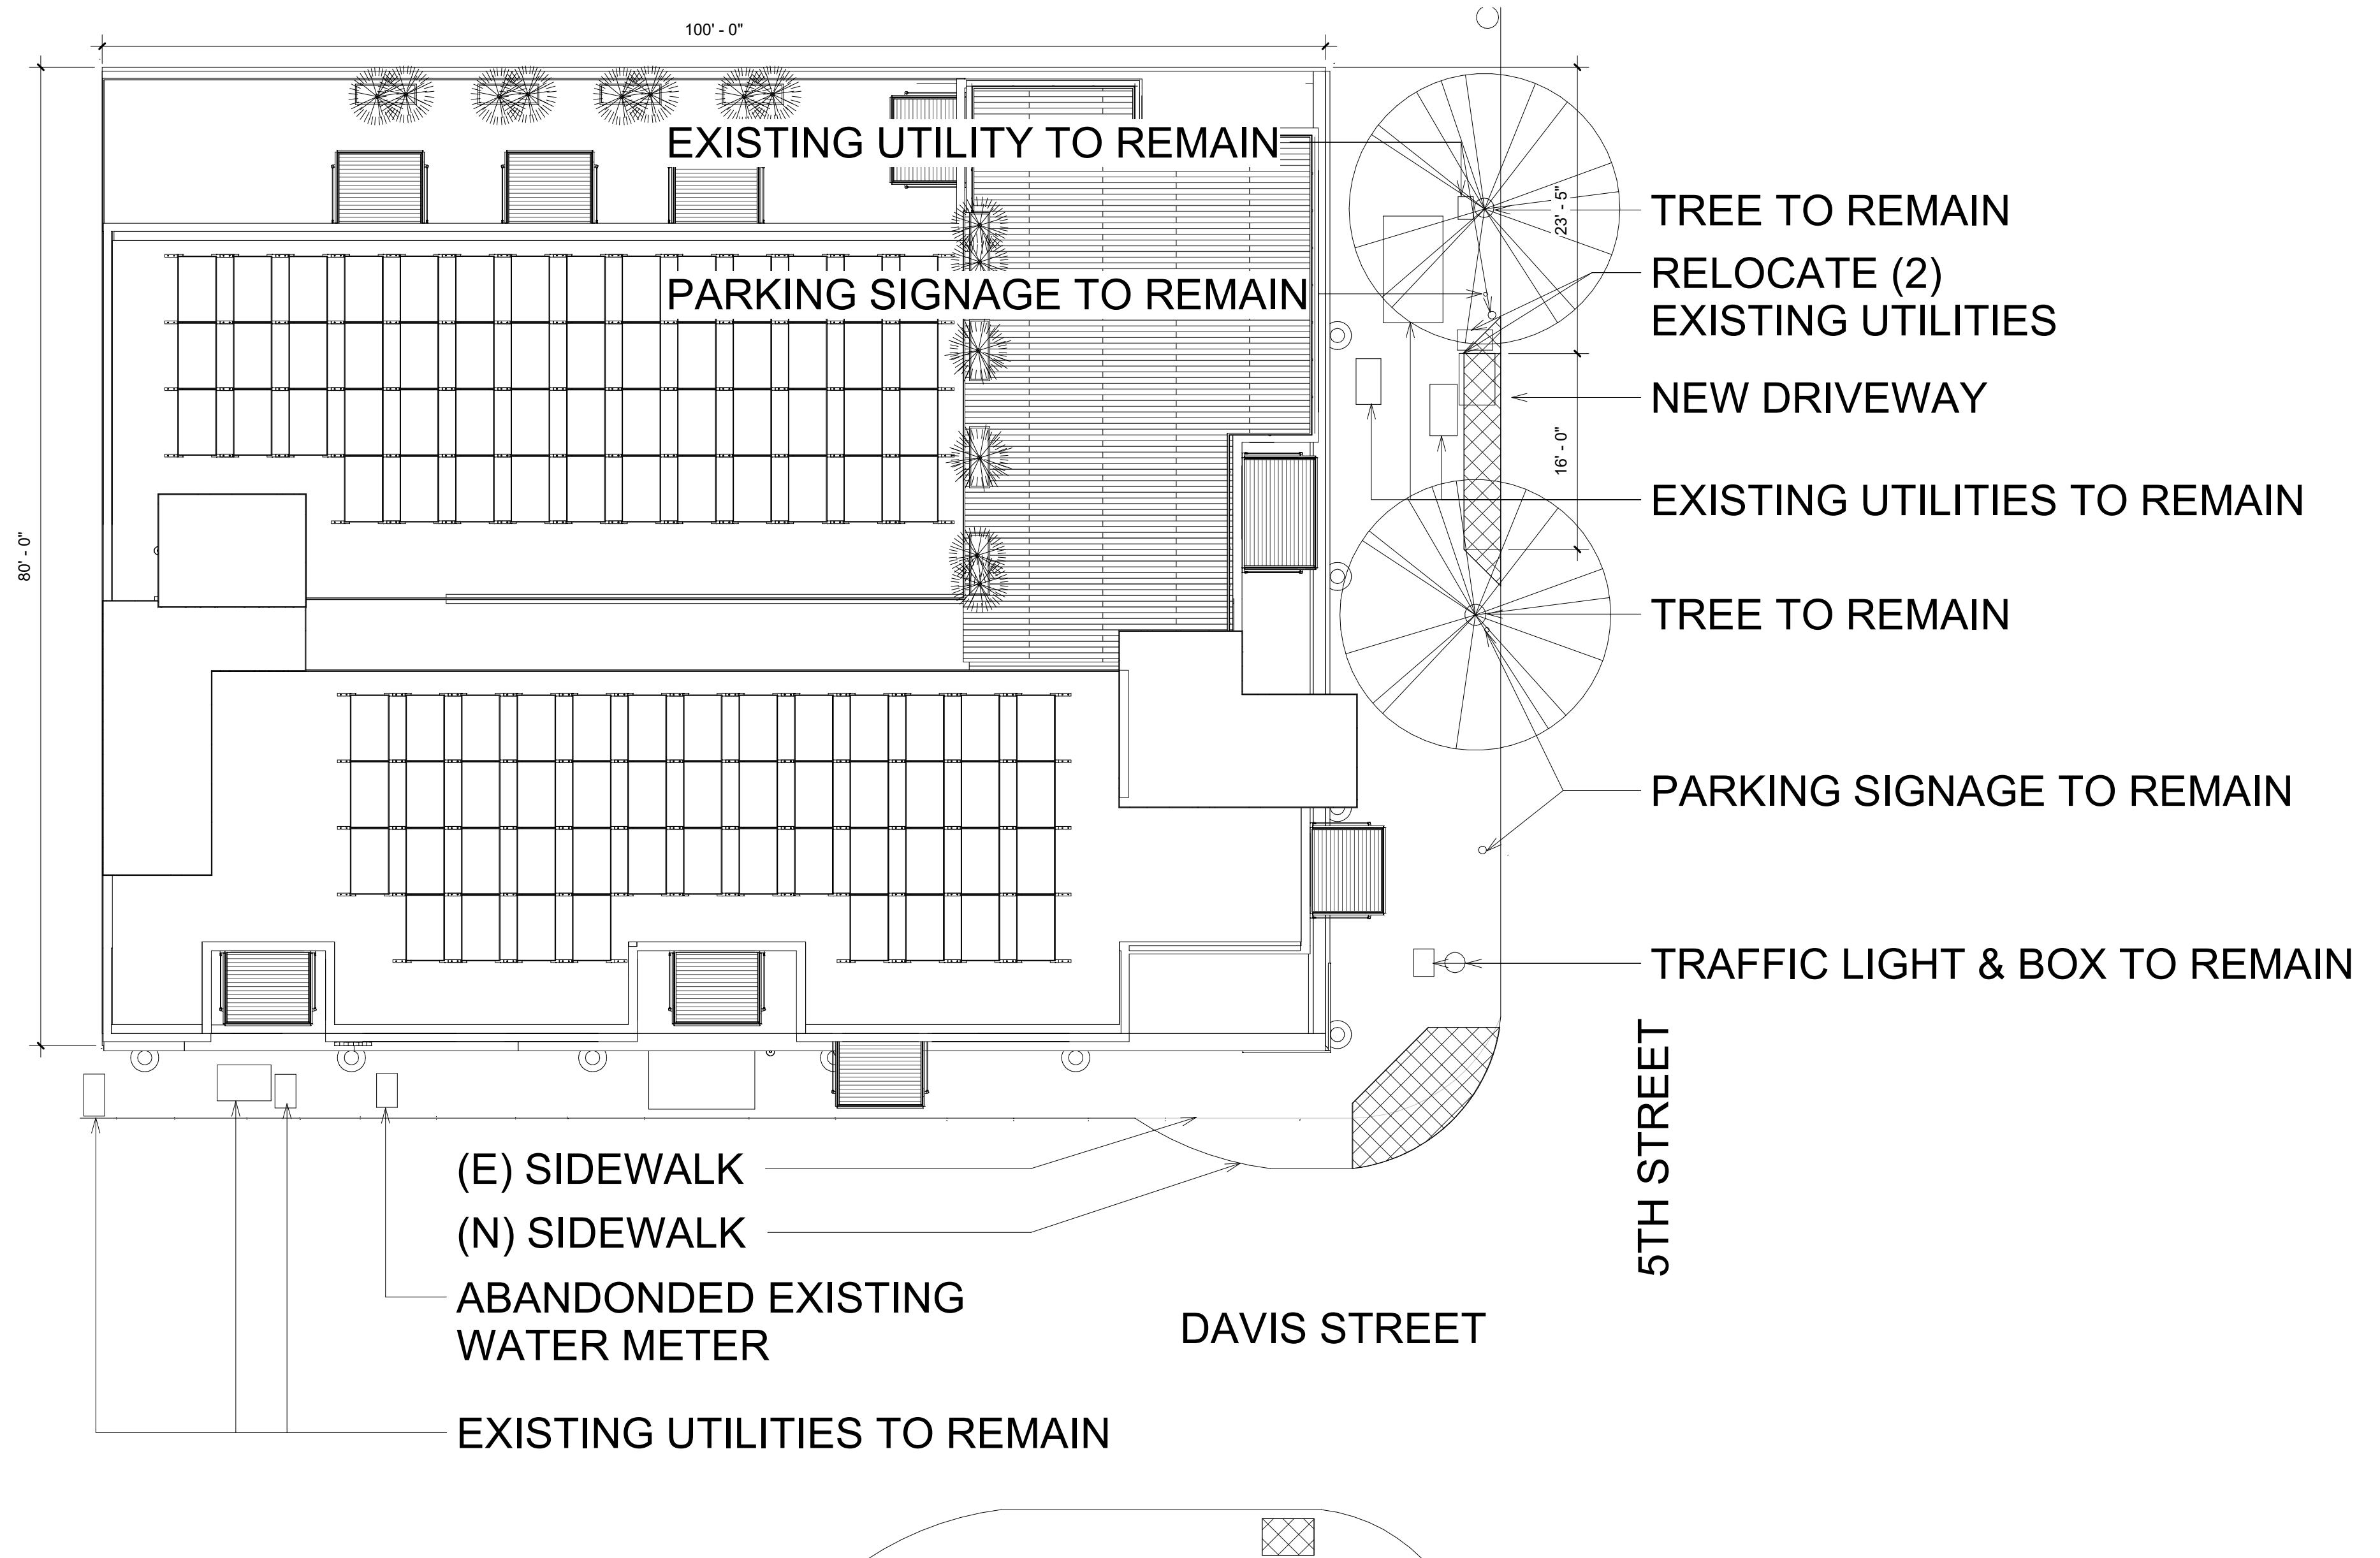 100' - 0"
EXISTING UTILITY TO REMAIN
23' - 5"
TREE TO REMAIN
RELOCATE (2)
EXISTING UTILITIES
PARKING SIGNAGE TO REMAIN
NEW DRIVEWAY
16' - 0"
EXISTING UTILITIES TO REMAIN
80' - 0"
TREE TO REMAIN
PARKING SIGNAGE TO REMAIN
TRAFFIC LIGHT & BOX TO REMAIN
5TH STREET
(E) SIDEWALK
(N) SIDEWALK
ABANDONDED EXISTING
WATER METER
DAVIS STREET
EXISTING UTILITIES TO REMAIN